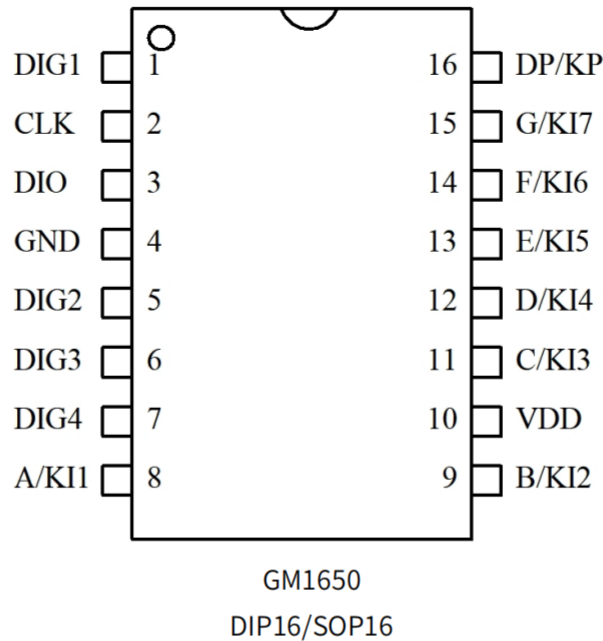 DIG1 1 16 DP/KP
CLK 2 15 G/KI7
DIO 3 14 F/KI6
GND 4 13 E/KI5
DIG2 5 12 D/KI4
DIG3 6 11 C/KI3
DIG4 7 10 VDD
A/KI1 8 9 B/KI2
GM1650
DIP16/SOP16